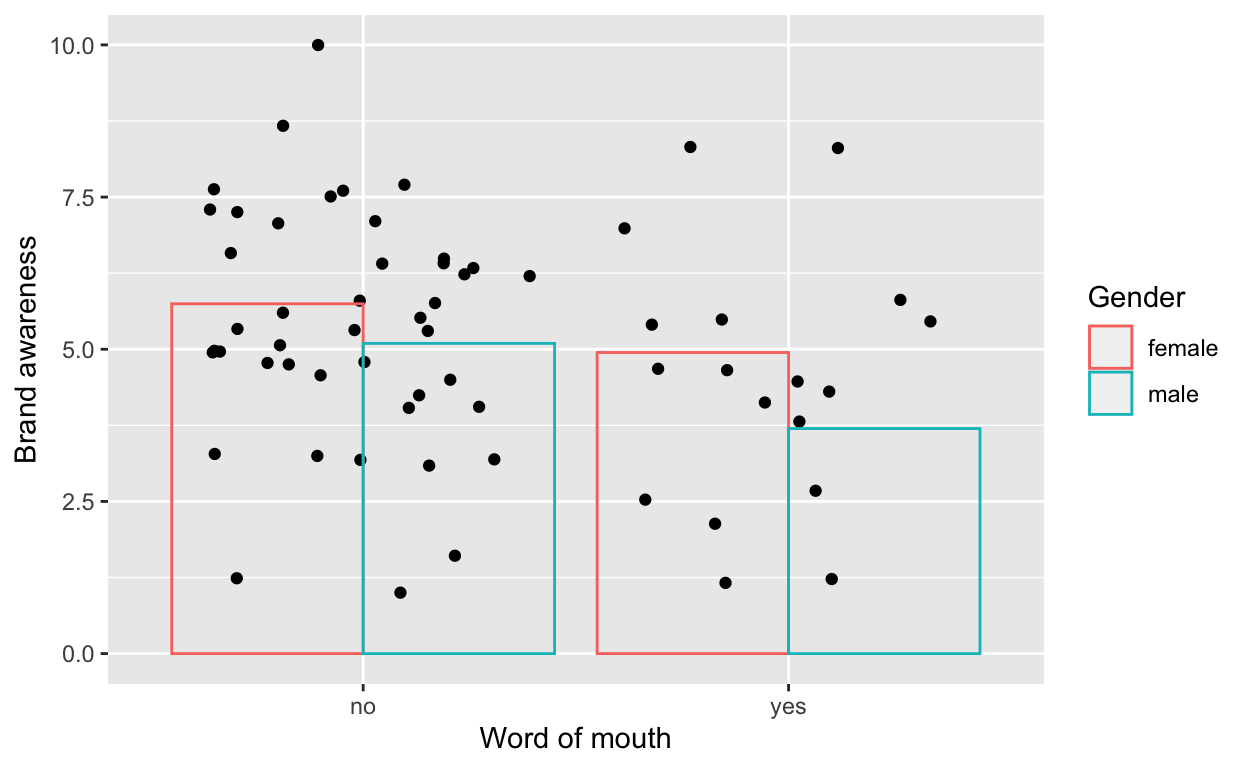 10.0
7.5
5.0
2.5
0.0
Brand awareness
no
yes
Word of mouth
Gender
female
male